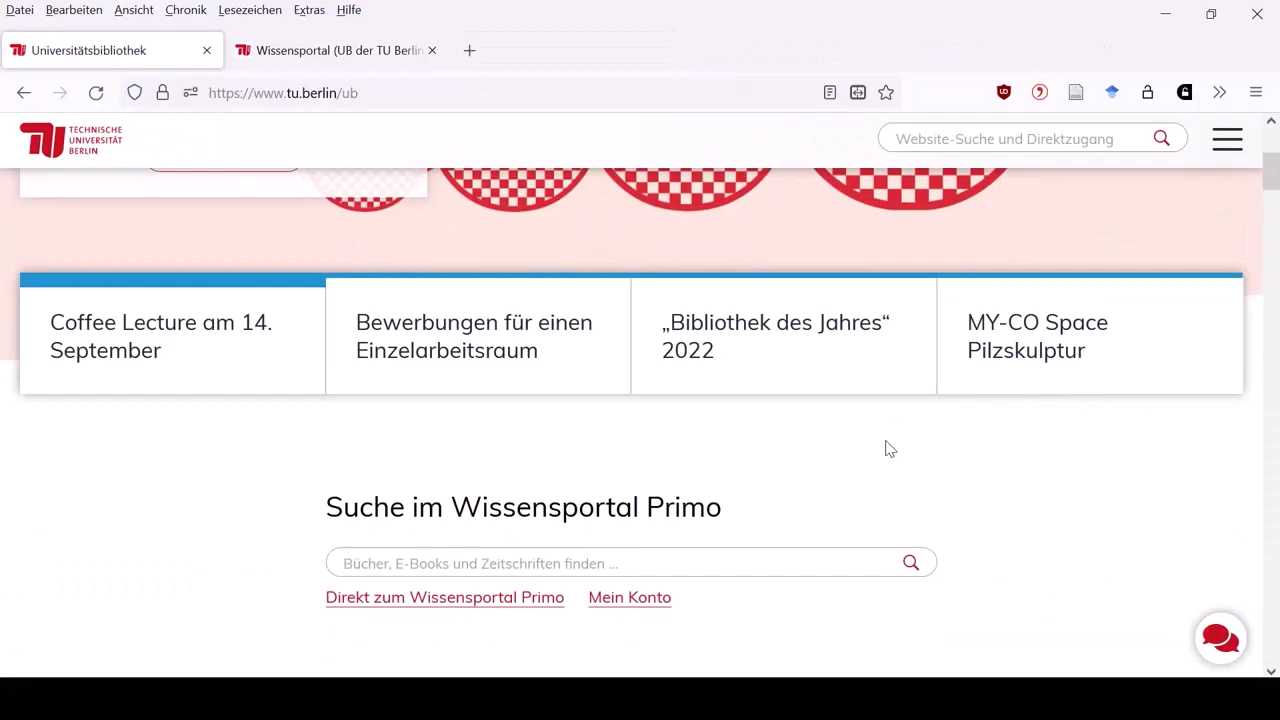 Datei Bearbeiten Ansicht Chronik Lesezeichen Extras Hilfe
Universitätsbibliothek
Wissensportal (UB der TU Berlin
https://www.tu.berlin/ub
TECHNISCHE
UNIVERSITÄT
BERLIN
Website-Suche und Direktzugang
Coffee Lecture am 14.
September
Bewerbungen für einen
Einzelarbeitsraum
„Bibliothek des Jahres“
2022
MY-CO Space
Pilzskulptur
Suche im Wissensportal Primo
Bücher, E-Books und Zeitschriften finden ...
Direkt zum Wissensportal Primo Mein Konto